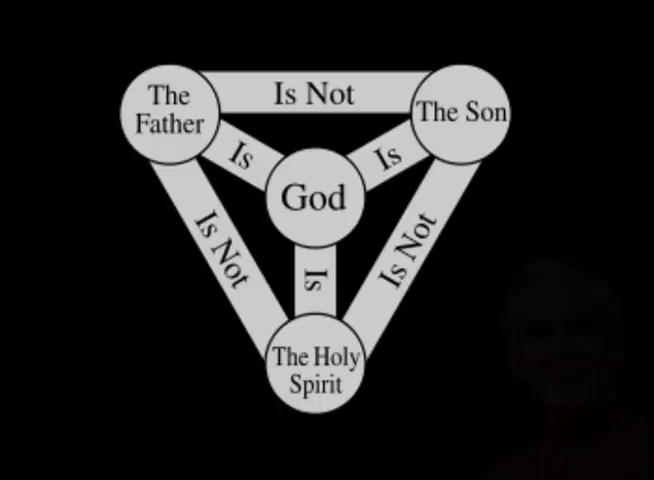 The
Father
Is Not
The Son
Is
Is
God
Is Not
Is
Is Not
The Holy
Spirit